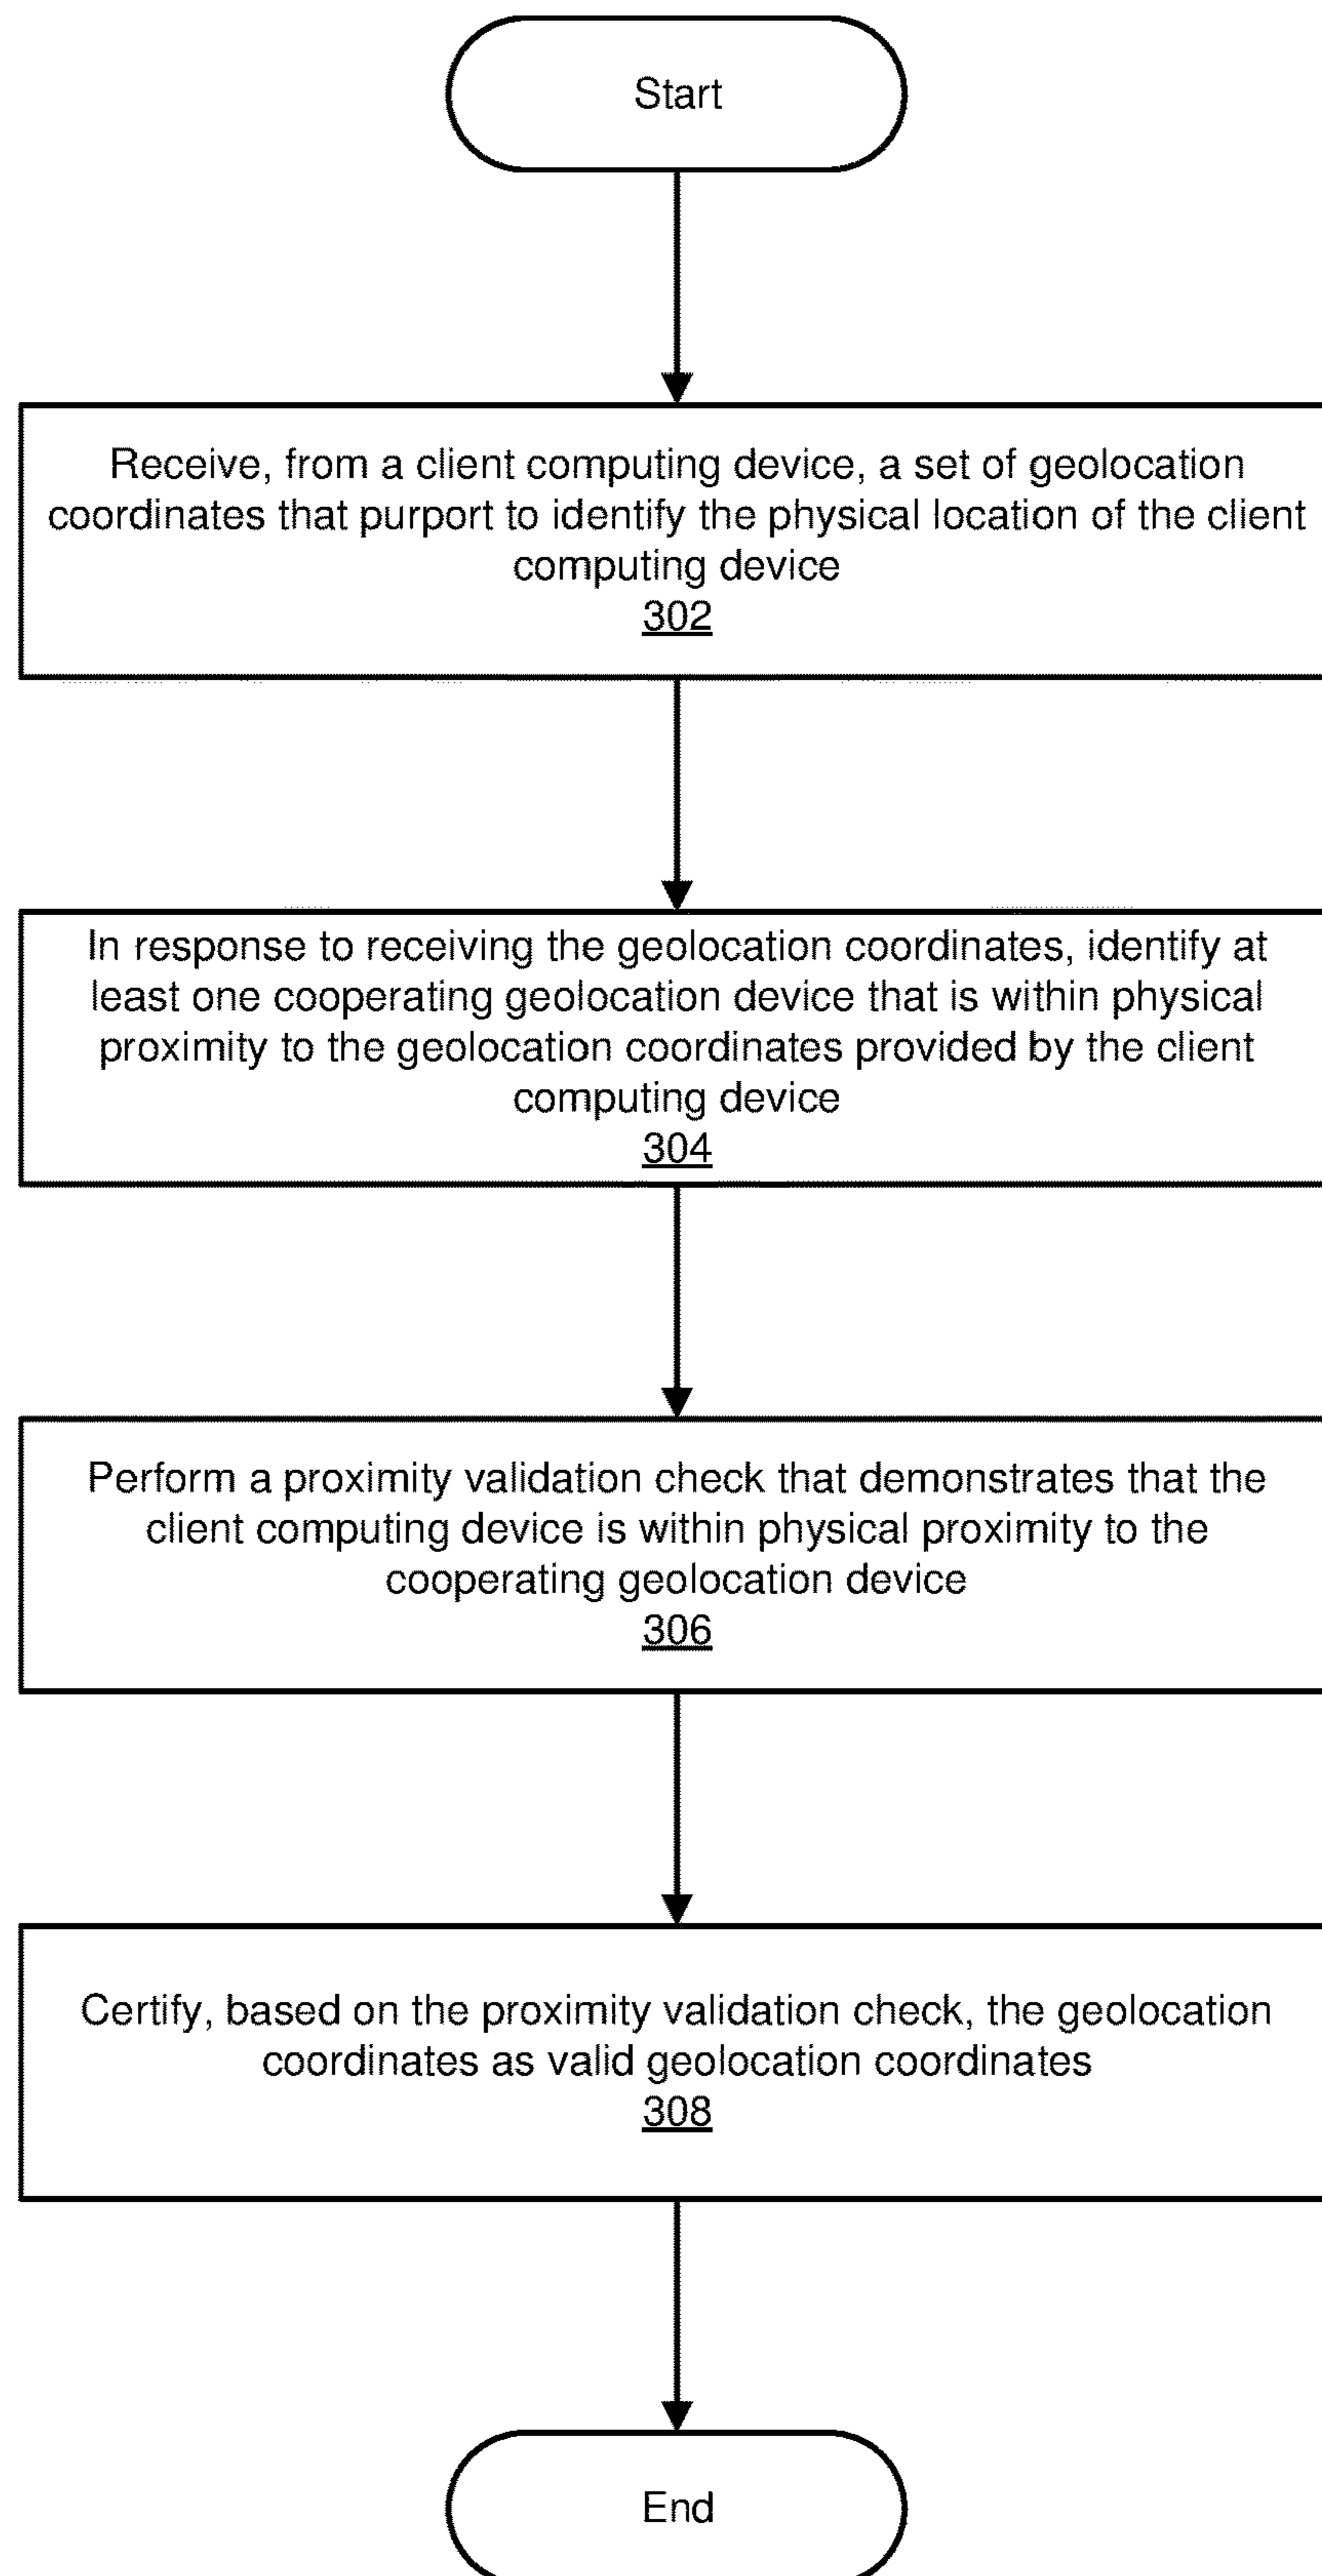 Start
Receive, from a client computing device, a set of geolocation
coordinates that purport to identify the physical location of the client
computing device
302
In response to receiving the geolocation coordinates, identify at
least one cooperating geolocation device that is within physical
proximity to the geolocation coordinates provided by the client
computing device
304
Perform a proximity validation check that demonstrates that the
client computing device is within physical proximity to the
cooperating geolocation device
306
Certify, based on the proximity validation check, the geolocation
coordinates as valid geolocation coordinates
308
End